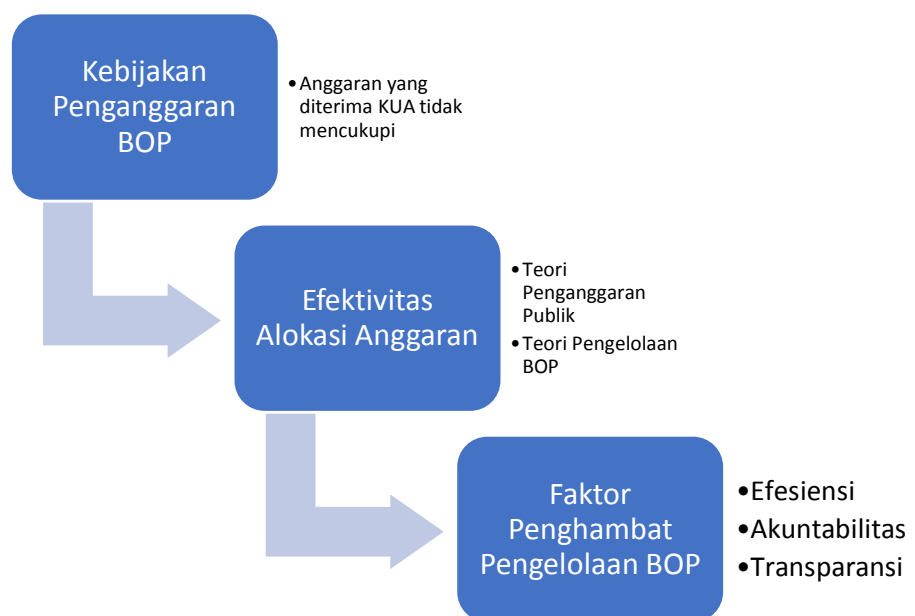 Kebijakan
Penganggaran
BOP
•Anggaran yang
diterima KUA tidak
mencukupi
Efektivitas
Alokasi Anggaran
•Teori
Penganggaran
Publik
•Teori Pengelolaan
BOP
Faktor
Penghambat
Pengelolaan BOP
•Efesiensi
•Akuntabilitas
•Transparansi